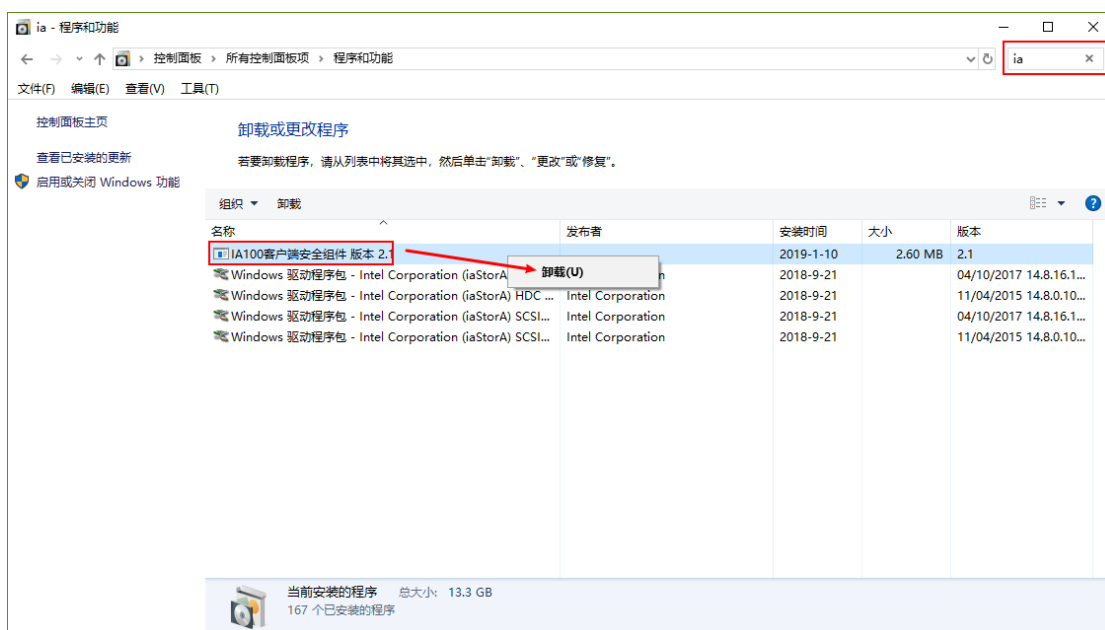 ia - 程序和功能
控制面板 › 所有控制面板项 › 程序和功能
ia
文件(F) 编辑(E) 查看(V) 工具(T)
控制面板主页
查看已安装的更新
启用或关闭 Windows 功能
卸载或更改程序
若要卸载程序，请从列表中将其选中，然后单击“卸载”、“更改”或“修复”。
组织 卸载
名称 发布者 安装时间 大小 版本
IA100客户端安全组件 版本 2.1 2019-1-10 2.60 MB 2.1
卸载(U)
Windows 驱动程序包 - Intel Corporation (iaStorA) 2018-9-21 04/10/2017 14.8.16.1...
Windows 驱动程序包 - Intel Corporation (iaStorA) HDC ... Intel Corporation 2018-9-21 11/04/2015 14.8.0.10...
Windows 驱动程序包 - Intel Corporation (iaStorA) SCSI... Intel Corporation 2018-9-21 04/10/2017 14.8.16.1...
Windows 驱动程序包 - Intel Corporation (iaStorA) SCSI... Intel Corporation 2018-9-21 11/04/2015 14.8.0.10...
当前安装的程序 总大小: 13.3 GB
167 个已安装的程序